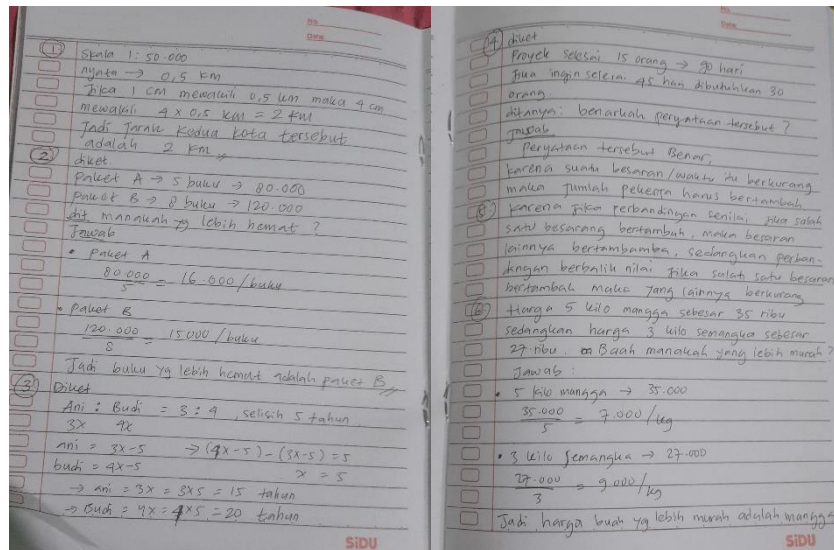 No.
Date.
① Skala 1 : 50.000
nyata → 0,5 km
Jika 1 cm mewakili 0,5 km maka 4 cm
mewakili 4 x 0,5 km = 2 km
Jadi Jarak Kedua kota tersebut
adalah 2 km
② diket.
paket A → 5 buku → 80.000
paket B → 8 buku → 120.000
dit manakah yg lebih hemat ?
Jawab
• Paket A
80.000/5 = 16.000/buku
• paket B
120.000/8 = 15000/buku
Jadi buku yg lebih hemat adalah paket B
③ Diket
Ani : Budi = 3 : 4, selisih 5 tahun
3x 4x
ani = 3x-5 → (4x-5) - (3x-5) = 5
budi = 4x-5 x = 5
→ ani = 3x = 3x5 = 15 tahun
→ Budi = 4x = 4x5 = 20 tahun
SiDU
No.
Date.
④ diket
Proyek selesai 15 orang → 90 hari
Jika ingin selesai 45 hari dibutuhkan 30
orang.
ditanya : benarkah peryataan tersebut ?
Jawab
peryataan tersebut Benar,
karena suatu besaran/waktu itu berkurang
maka jumlah pekerja harus bertambah
⑤ karena jika perbandingan senilai jika salah
satu besarang bertambuh, maka besaran
lainnya bertambamba, sedangkan perban-
dengan berbalik nilai jika salah satu besaran
bertambah maka yang lainnya berkurang
⑥ Harga 5 kilo mangga sebesar 35 ribu
sedangkan harga 3 kilo semangka sebesar
27 ribu. Baah manakah ynng lebih murah ?
Jawab :
• 5 kilo mangga → 35.000
35.000/5 = 7.000/kg
• 3 kilo semangka → 27.000
27.000/3 = 9.000/kg
Jadi harga buah yg lebih murah adalah mangga
SiDU